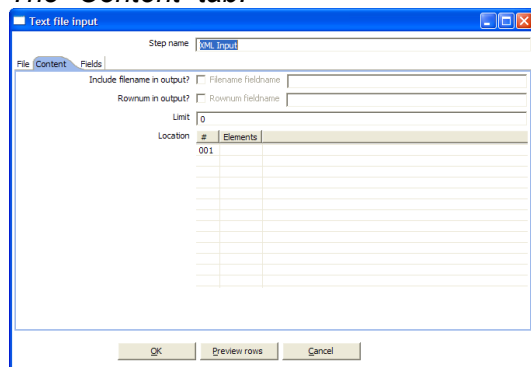 The "Content" tab:
Text file input
Step name XML Input
File Content Fields
Include filename in output? Filename fieldname
Rownum in output? Rownum fieldname
Limit 0
Location # Elements
001
OK Preview rows Cancel